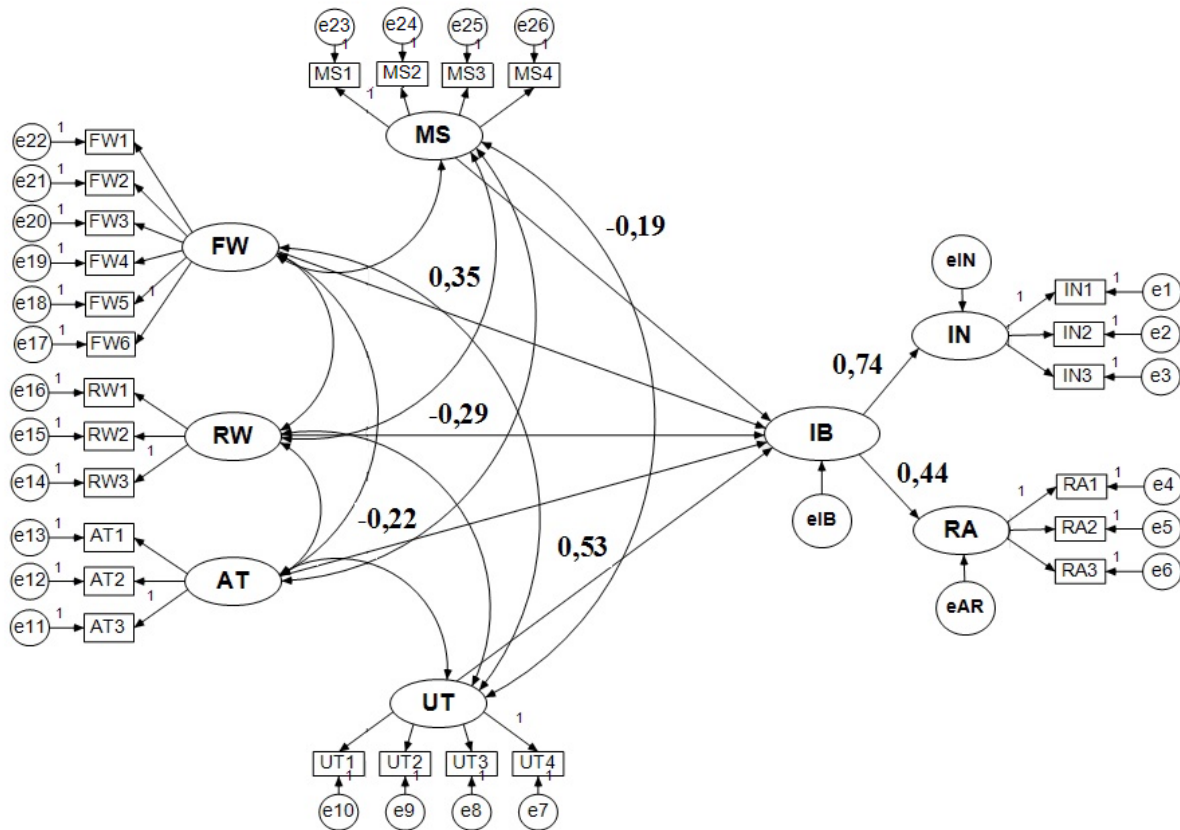 e23 e24 e25 e26
1 1 1 1
MS1 MS2 MS3 MS4
1
MS
e22 1 FW1
e21 1 FW2
e20 1 FW3
e19 1 FW4
e18 1 FW5 1
e17 1 FW6
FW
e16 1 RW1
e15 1 RW2
e14 1 RW3 1
RW
e13 1 AT1
e12 1 AT2
e11 1 AT3 1
AT
-0,19
0,35
-0,29
-0,22
0,53
UT
1
UT1 UT2 UT3 UT4
1 1 1 1
e10 e9 e8 e7
IB
eIB
0,74
0,44
eIN
IN
1 IN1 1 e1
IN2 1 e2
IN3 1 e3
RA
eAR
1 RA1 1 e4
RA2 1 e5
RA3 1 e6